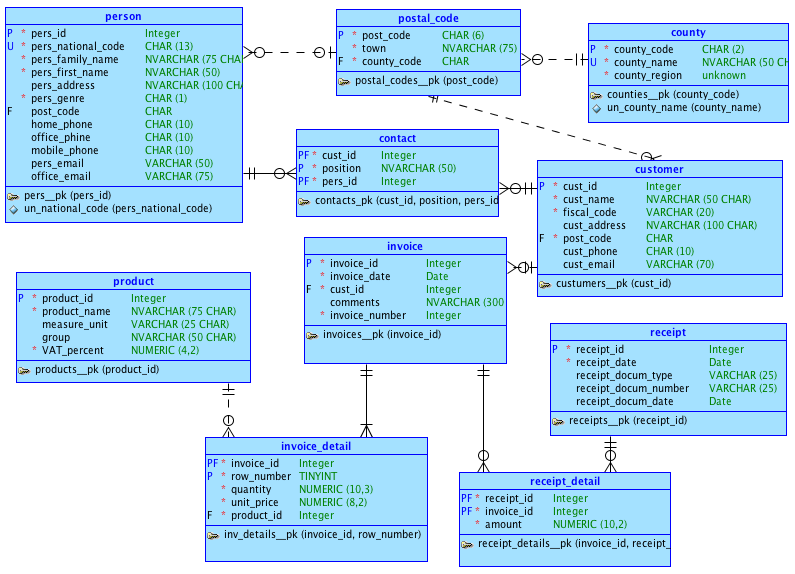 person
P * pers_id Integer
U * pers_national_code CHAR (13)
* pers_family_name NVARCHAR (75 CHA
* pers_first_name NVARCHAR (50)
pers_address NVARCHAR (100 CHA
* pers_genre CHAR (1)
F post_code CHAR
home_phone CHAR (10)
office_phine CHAR (10)
mobile_phone CHAR (10)
pers_email VARCHAR (50)
office_email VARCHAR (75)
pers__pk (pers_id)
un_national_code (pers_national_code)
postal_code
P * post_code CHAR (6)
* town NVARCHAR (75)
F * county_code CHAR
postal_codes__pk (post_code)
county
P * county_code CHAR (2)
U * county_name NVARCHAR (50 CH
* county_region unknown
counties__pk (county_code)
un_county_name (county_name)
contact
PF * cust_id Integer
P * position NVARCHAR (50)
PF * pers_id Integer
contacts__pk (cust_id, position, pers_id
customer
P * cust_id Integer
* cust_name NVARCHAR (50 CHAR)
* fiscal_code VARCHAR (20)
cust_address NVARCHAR (100 CHAR)
F * post_code CHAR
cust_phone CHAR (10)
cust_email VARCHAR (70)
custumers__pk (cust_id)
invoice
P * invoice_id Integer
* invoice_date Date
F * cust_id Integer
comments NVARCHAR (300
* invoice_number Integer
invoices__pk (invoice_id)
product
P * product_id Integer
* product_name NVARCHAR (75 CHAR)
measure_unit VARCHAR (25 CHAR)
group NVARCHAR (50 CHAR)
* VAT_percent NUMERIC (4,2)
products__pk (product_id)
receipt
P * receipt_id Integer
* receipt_date Date
receipt_docum_type VARCHAR (25)
receipt_docum_number VARCHAR (25)
receipt_docum_date Date
receipts__pk (receipt_id)
invoice_detail
PF * invoice_id Integer
P * row_number TINYINT
* quantity NUMERIC (10,3)
* unit_price NUMERIC (8,2)
F * product_id Integer
inv_details__pk (invoice_id, row_number)
receipt_detail
PF * receipt_id Integer
PF * invoice_id Integer
* amount NUMERIC (10,2)
receipt_details__pk (invoice_id, receipt_